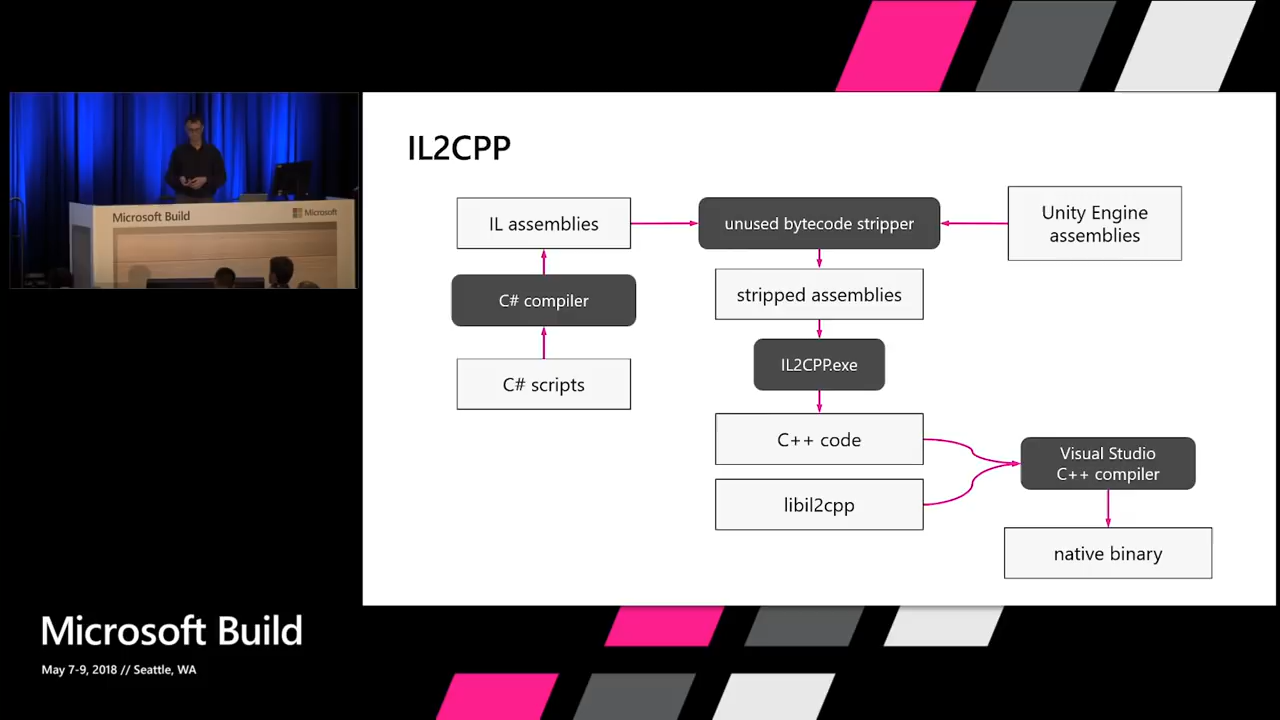 IL2CPP
IL assemblies
unused bytecode stripper
Unity Engine
assemblies
C# compiler
stripped assemblies
C# scripts
IL2CPP.exe
C++ code
libil2cpp
Visual Studio
C++ compiler
native binary
Microsoft Build
Microsoft
Microsoft Build
May 7-9, 2018 // Seattle, WA